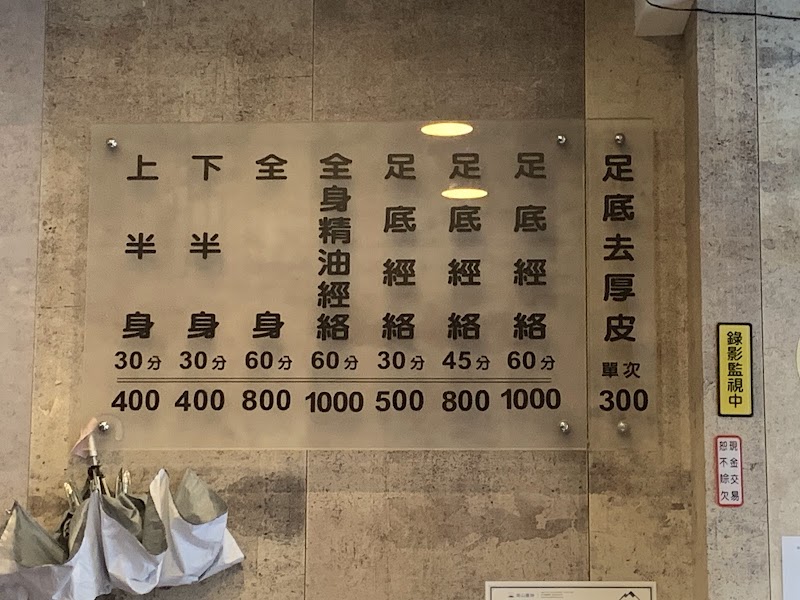 上半身 30分 400
下半身 30分 400
全身 60分 800
全身精油經絡 60分 1000
足底經絡 30分 500
足底經絡 45分 800
足底經絡 60分 1000
足底去厚皮 單次 300
錄影監視中
現金交易
恕不賒欠